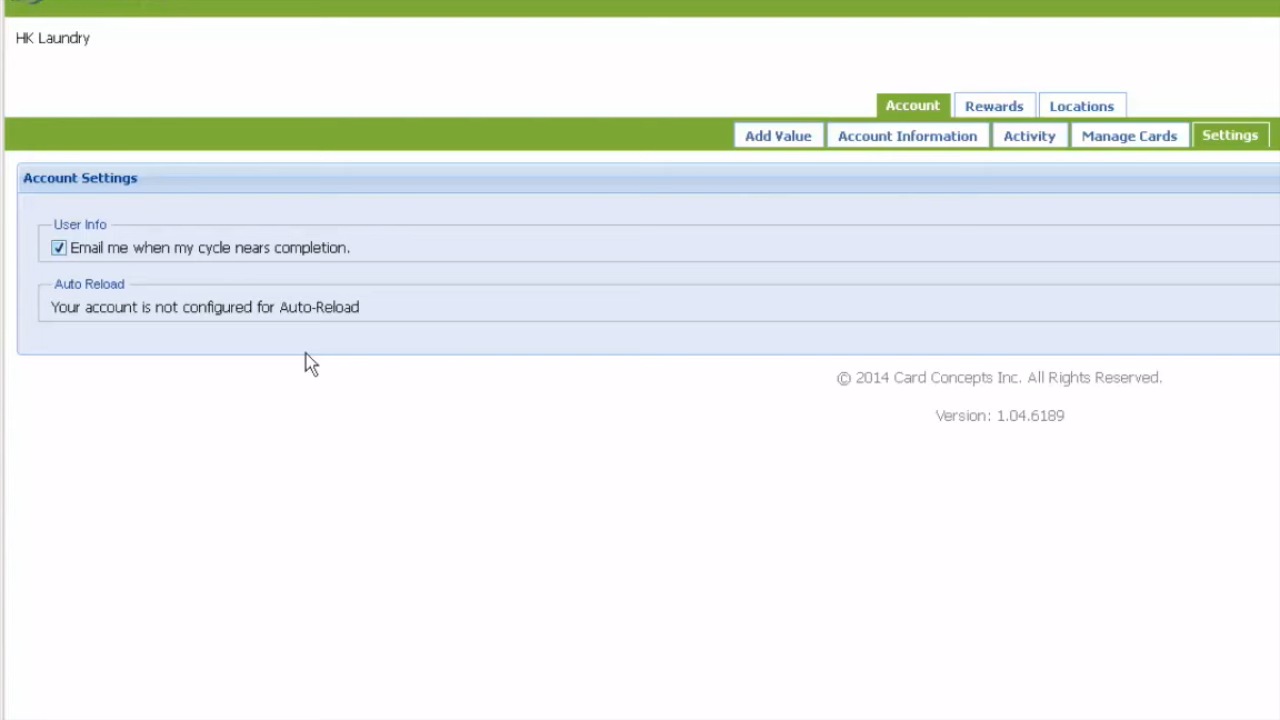 HK Laundry
Account Rewards Locations
Add Value Account Information Activity Manage Cards Settings
Account Settings
User Info
Email me when my cycle nears completion.
Auto Reload
Your account is not configured for Auto-Reload
© 2014 Card Concepts Inc. All Rights Reserved.
Version: 1.04.6189